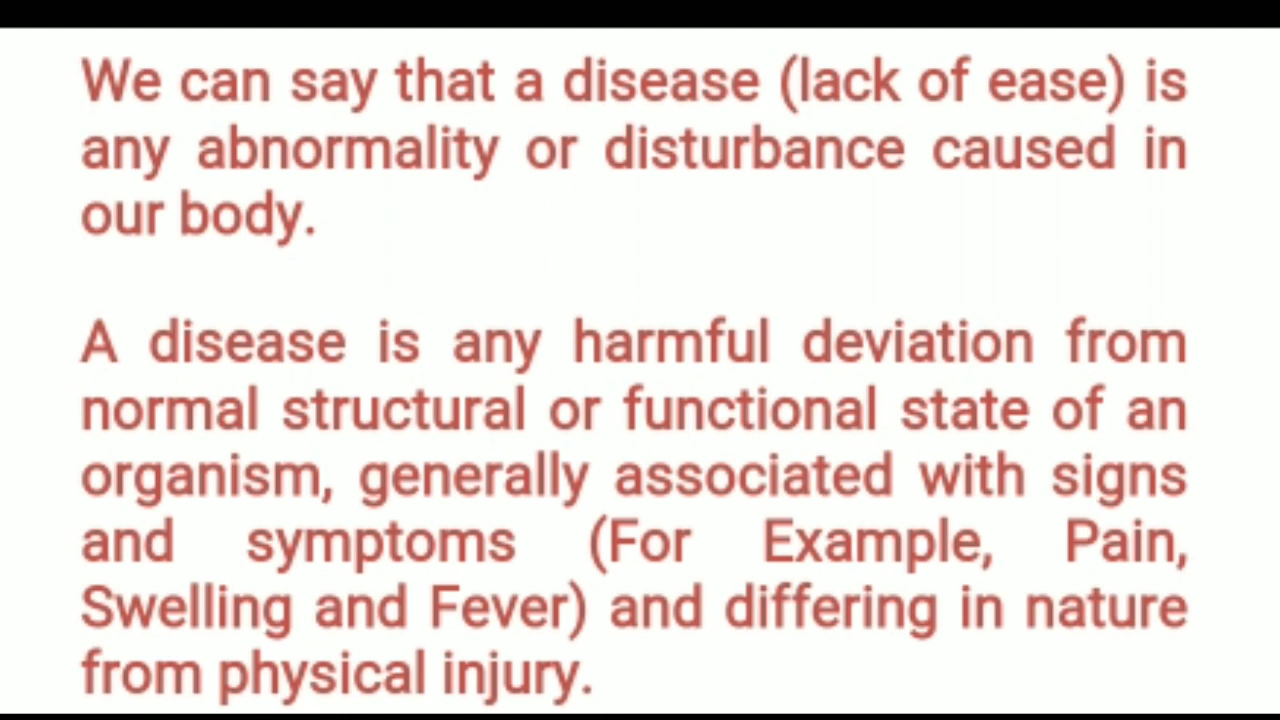 We can say that a disease (lack of ease) is
any abnormality or disturbance caused in
our body.
A disease is any harmful deviation from
normal structural or functional state of an
organism, generally associated with signs
and symptoms (For Example, Pain,
Swelling and Fever) and differing in nature
from physical injury.